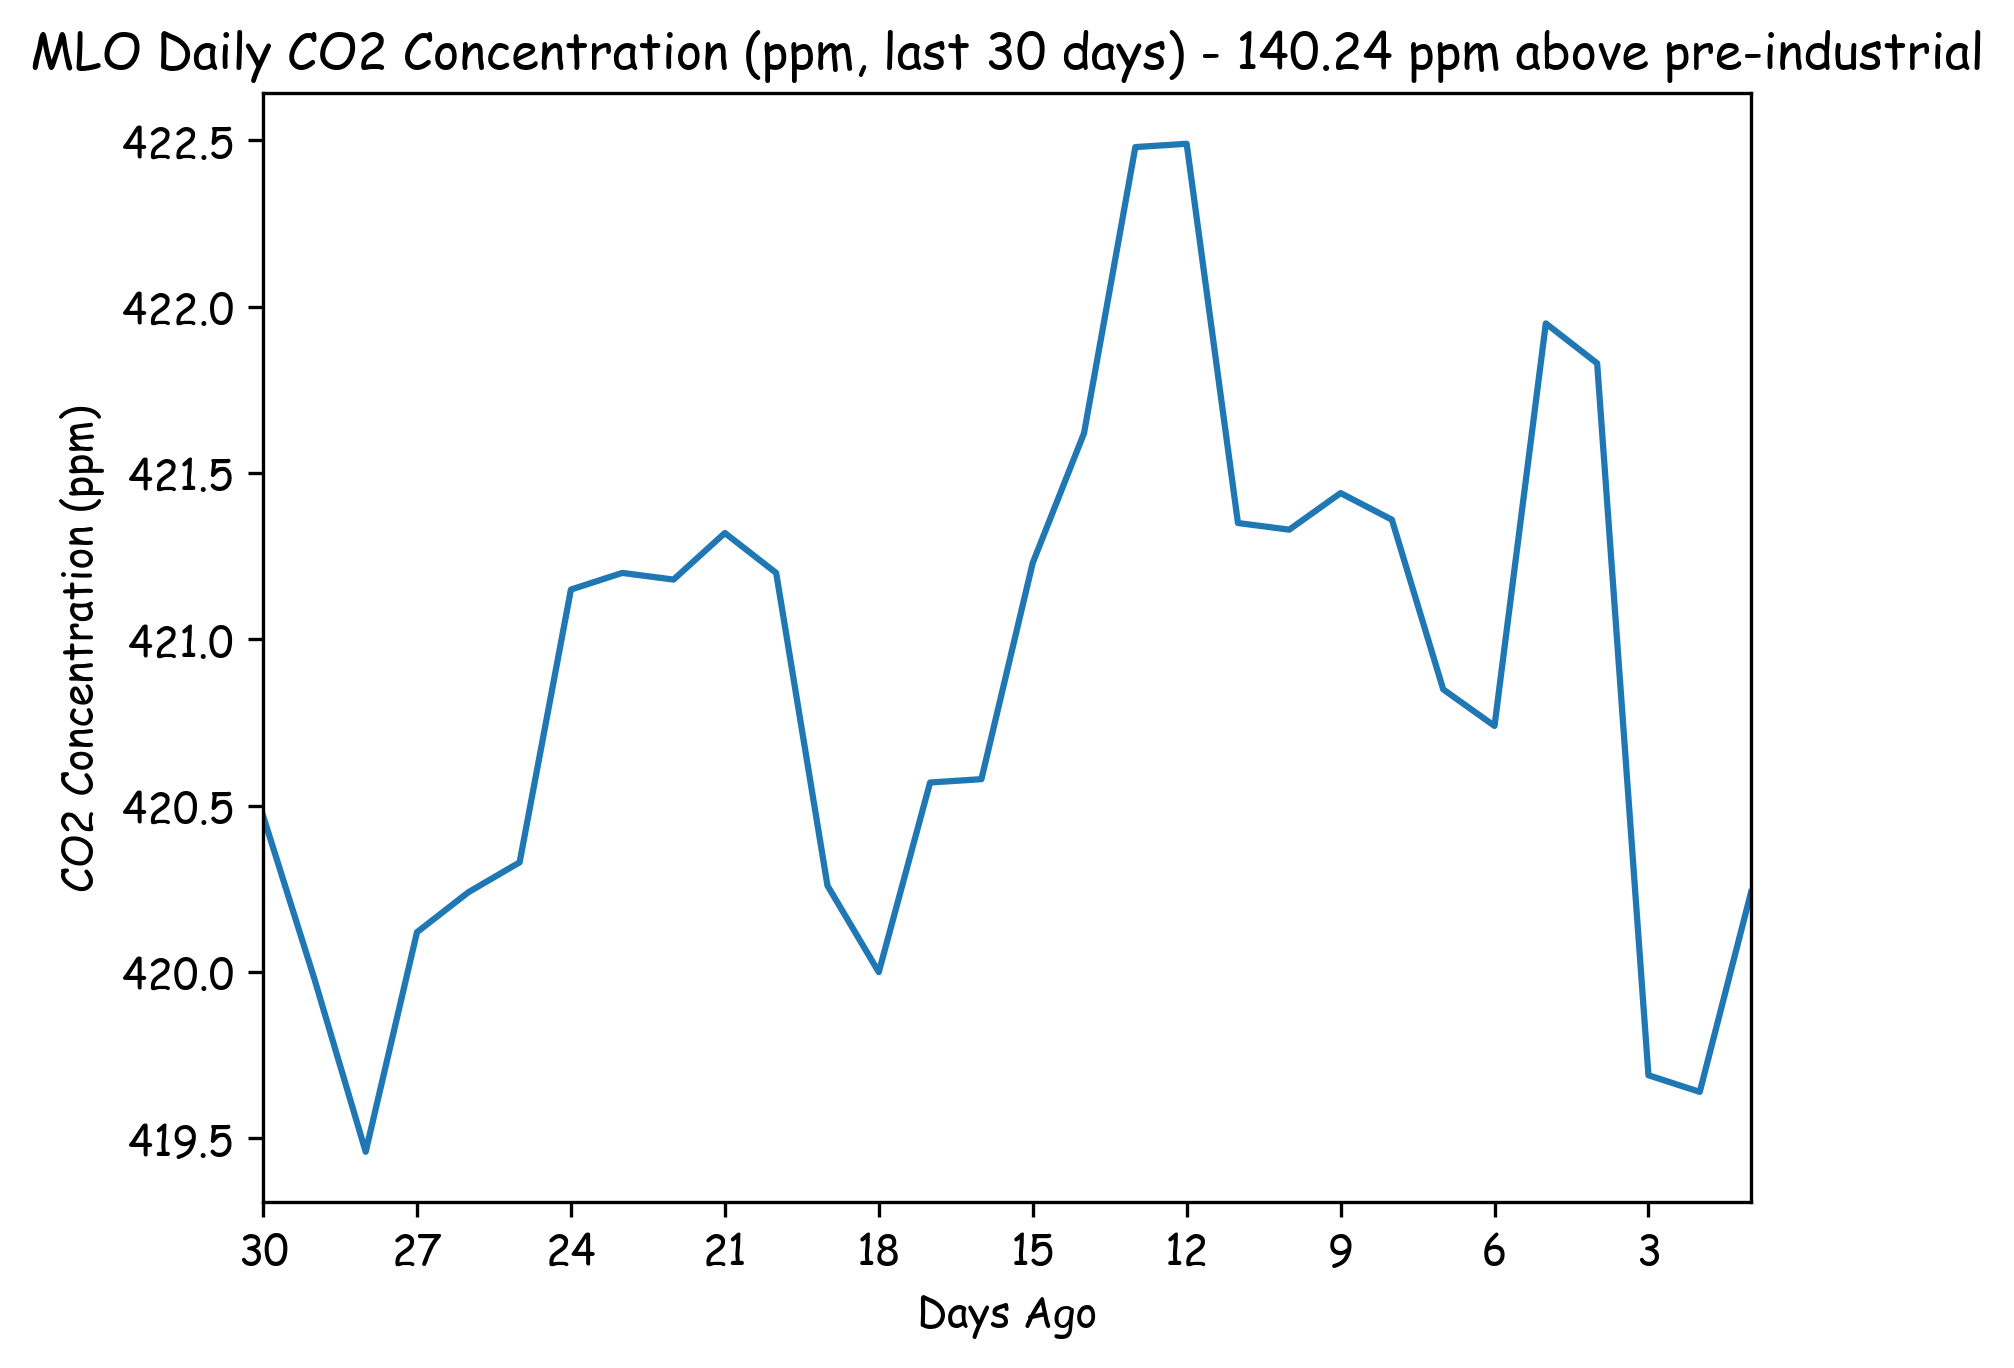 MLO Daily CO2 Concentration (ppm, last 30 days) - 140.24 ppm above pre-industrial
422.5
422.0
421.5
421.0
420.5
420.0
419.5
CO2 Concentration (ppm)
30 27 24 21 18 15 12 9 6 3
Days Ago